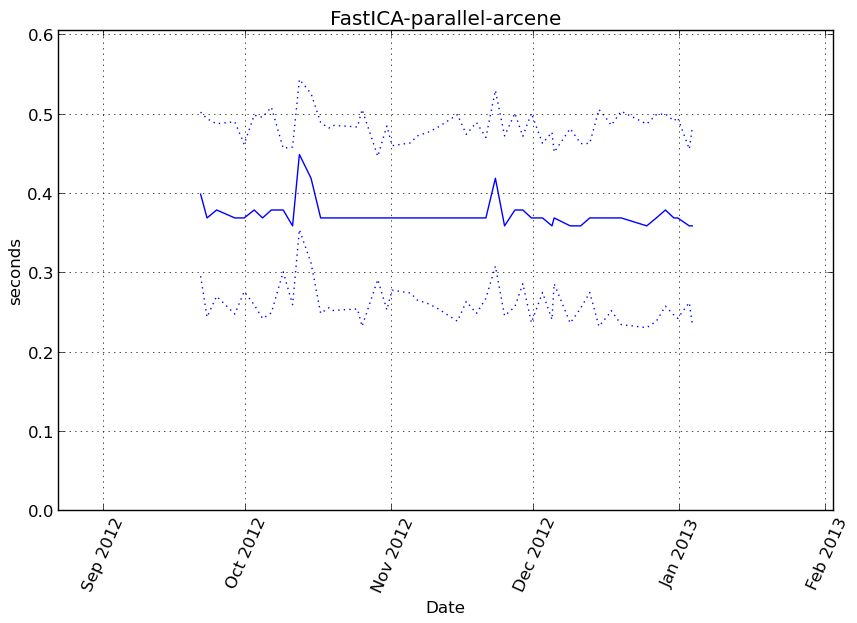 FastICA-parallel-arcene
0.6
0.5
0.4
0.3
0.2
0.1
0.0
seconds
Sep 2012
Oct 2012
Nov 2012
Dec 2012
Jan 2013
Feb 2013
Date